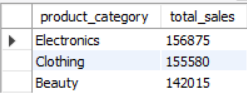 product_category total_sales
Electronics 156875
Clothing 155580
Beauty 142015